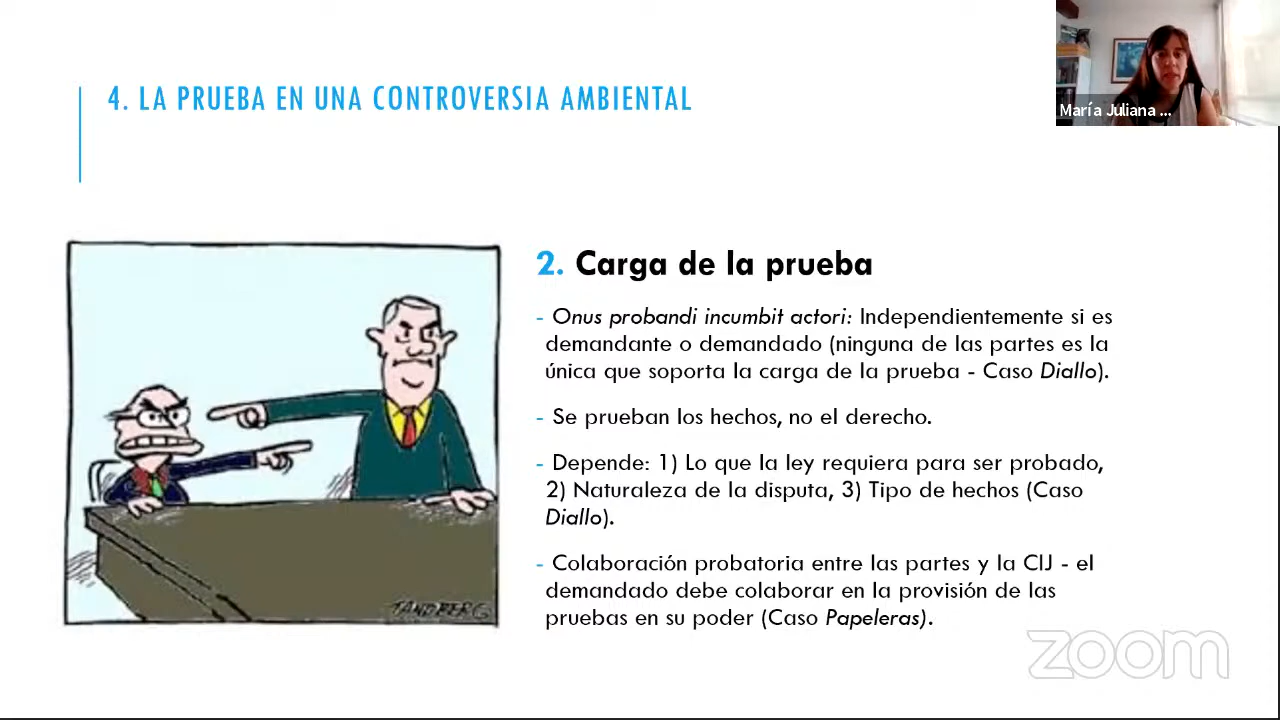 4. LA PRUEBA EN UNA CONTROVERSIA AMBIENTAL
María Juliana ...
2. Carga de la prueba
- Onus probandi incumbit actori: Independientemente si es
demandante o demandado (ninguna de las partes es la
única que soporta la carga de la prueba - Caso Diallo).
- Se prueban los hechos, no el derecho.
- Depende: 1) Lo que la ley requiera para ser probado,
2) Naturaleza de la disputa, 3) Tipo de hechos (Caso
Diallo).
- Colaboración probatoria entre las partes y la CIJ - el
demandado debe colaborar en la provisión de las
pruebas en su poder (Caso Papeleras).
TANDBERG
zoom